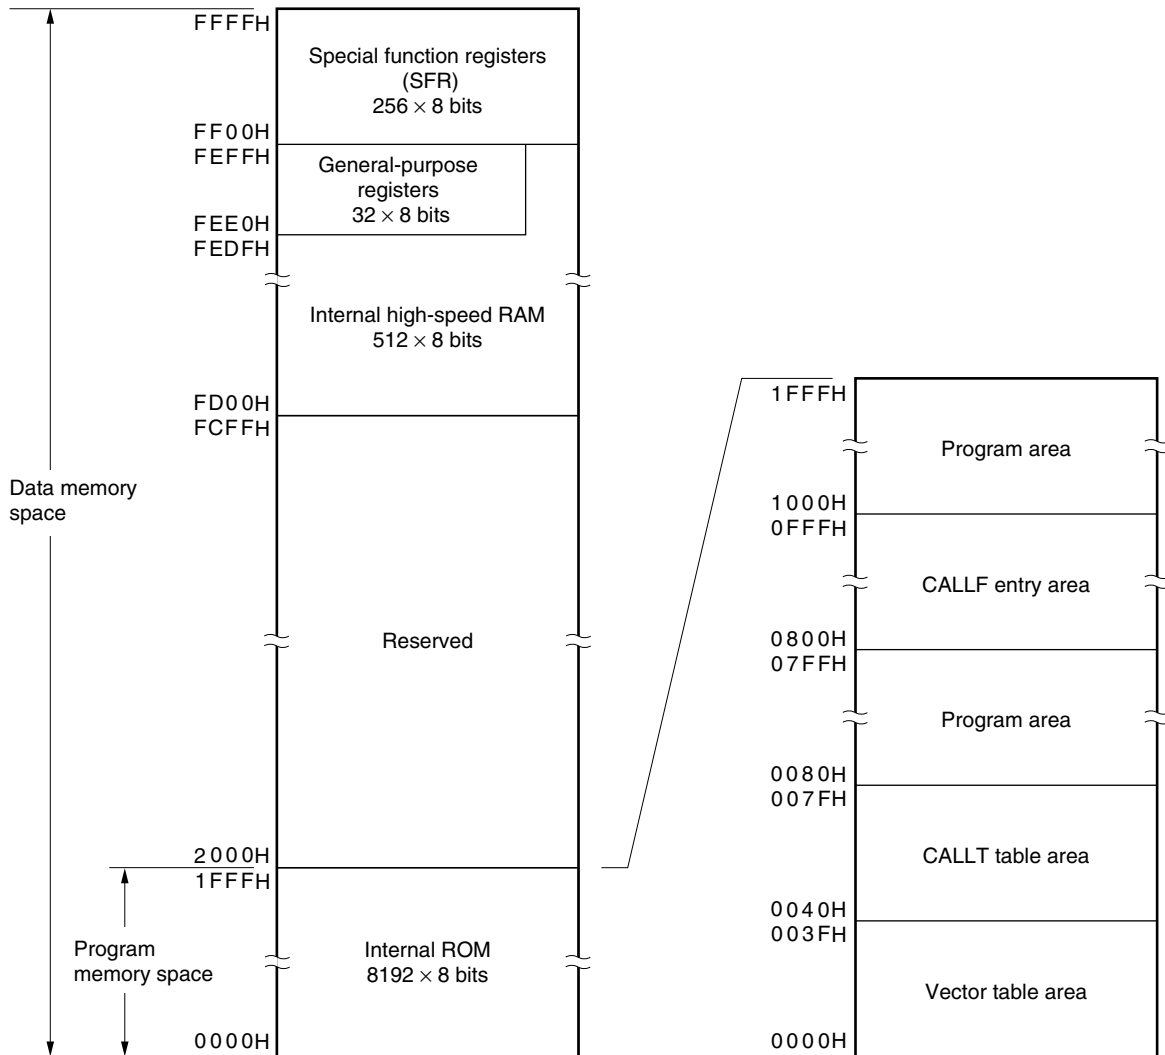 FFFFH
Special function registers
(SFR)
256 × 8 bits
FF00H
FEFFH
General-purpose
registers
32 × 8 bits
FEE0H
FEDFH
Internal high-speed RAM
512 × 8 bits
FD00H
FCFFH
Data memory
space
Reserved
2000H
1FFFH
Program
memory space
Internal ROM
8192 × 8 bits
0000H
1FFFH
Program area
1000H
0FFFH
CALLF entry area
0800H
07FFH
Program area
0080H
007FH
CALLT table area
0040H
003FH
Vector table area
0000H